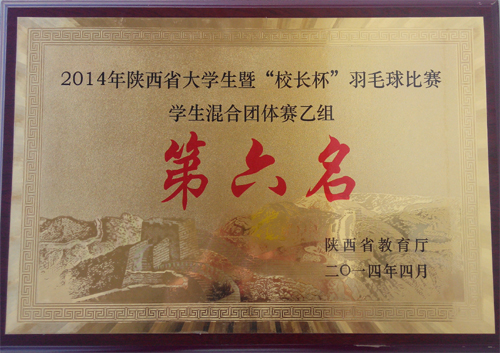 2014年陕西省大学生暨“校长杯”羽毛球比赛
学生混合团体赛乙组
第六名
陕西省教育厅
二〇一四年四月